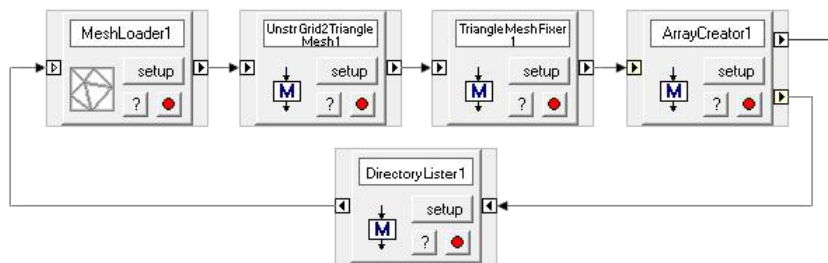 MeshLoader1
setup
?
UnstrGrid2Triangle
Mesh1
M
setup
?
TriangleMeshFixer
1
M
setup
?
ArrayCreator1
M
setup
?
DirectoryLister1
M
setup
?